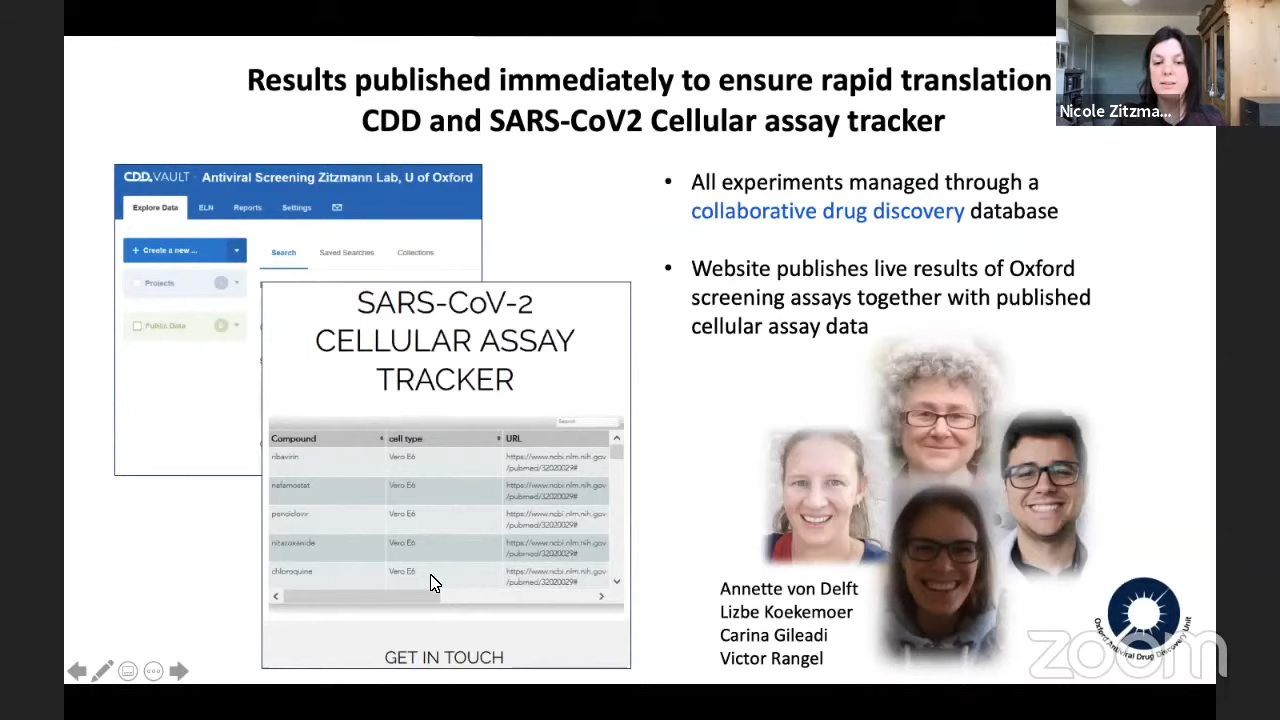 Results published immediately to ensure rapid translation
CDD and SARS-CoV2 Cellular assay tracker
Nicole Zitzma...
CDD. VAULT Antiviral Screening Zitzmann Lab, U of Oxford
Explore Data ELN Reports Settings
+ Create a new ...
Search Saved Searches Collections
Projects
Public Data
SARS-CoV-2
CELLULAR ASSAY
TRACKER
Search
Compound cell type URL
ribavirin Vero E6 https://www.ncbi.nlm.nih.gov
/pubmed/32020029#
nafamostat Vero E6 https://www.ncbi.nlm.nih.gov
/pubmed/32020029#
penciclovir Vero E6 https://www.ncbi.nlm.nih.gov
/pubmed/32020029#
nitazoxanide Vero E6 https://www.ncbi.nlm.nih.gov
/pubmed/32020029#
chloroquine Vero E6 https://www.ncbi.nlm.nih.gov
/pubmed/32020029#
GET IN TOUCH
• All experiments managed through a
collaborative drug discovery database
• Website publishes live results of Oxford
screening assays together with published
cellular assay data
Annette von Delft
Lizbe Koekemoer
Carina Gileadi
Victor Rangel
Oxford Antiviral Drug Discovery Unit
zoom